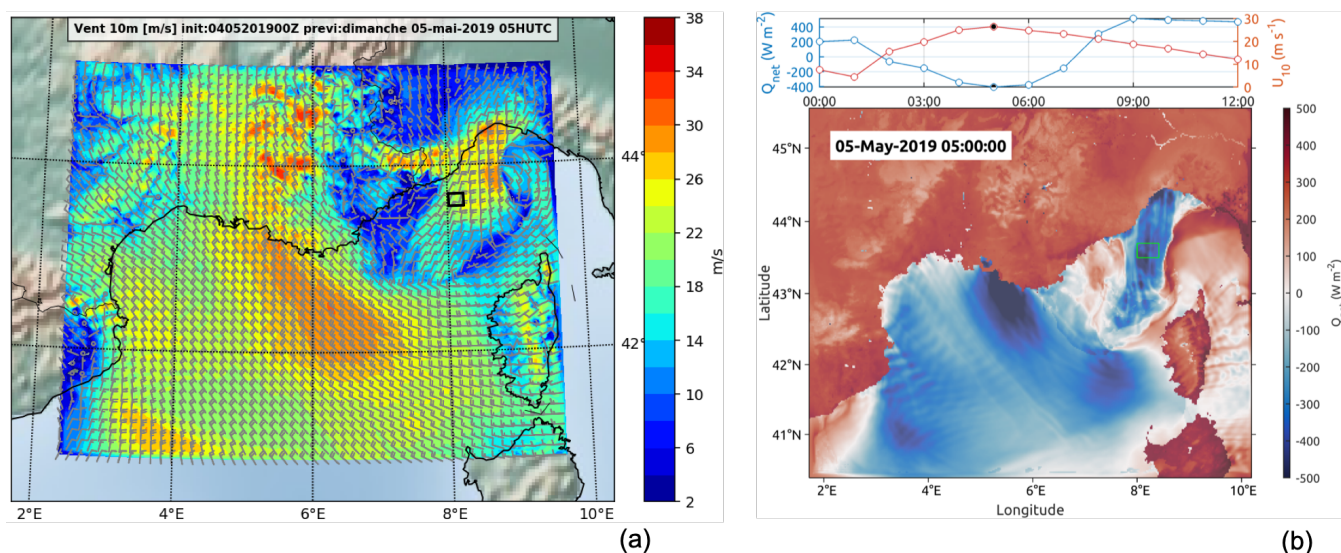 Vent 10m [m/s] init:0405201900Z previ:dimanche 05-mai-2019 05HUTC
44°N
42°N
2°E
4°E
6°E
8°E
10°E
38
34
30
26
22
18
14
10
6
2
m/s
(a)
Q_net (W m⁻²)
400
200
0
-200
-400
30
20
10
0
U_10 (m s⁻¹)
00:00
03:00
06:00
09:00
12:00
05-May-2019 05:00:00
45°N
44°N
43°N
42°N
41°N
Latitude
2°E
4°E
6°E
8°E
10°E
Longitude
500
400
300
200
100
0
-100
-200
-300
-400
-500
(W m⁻²)
(b)